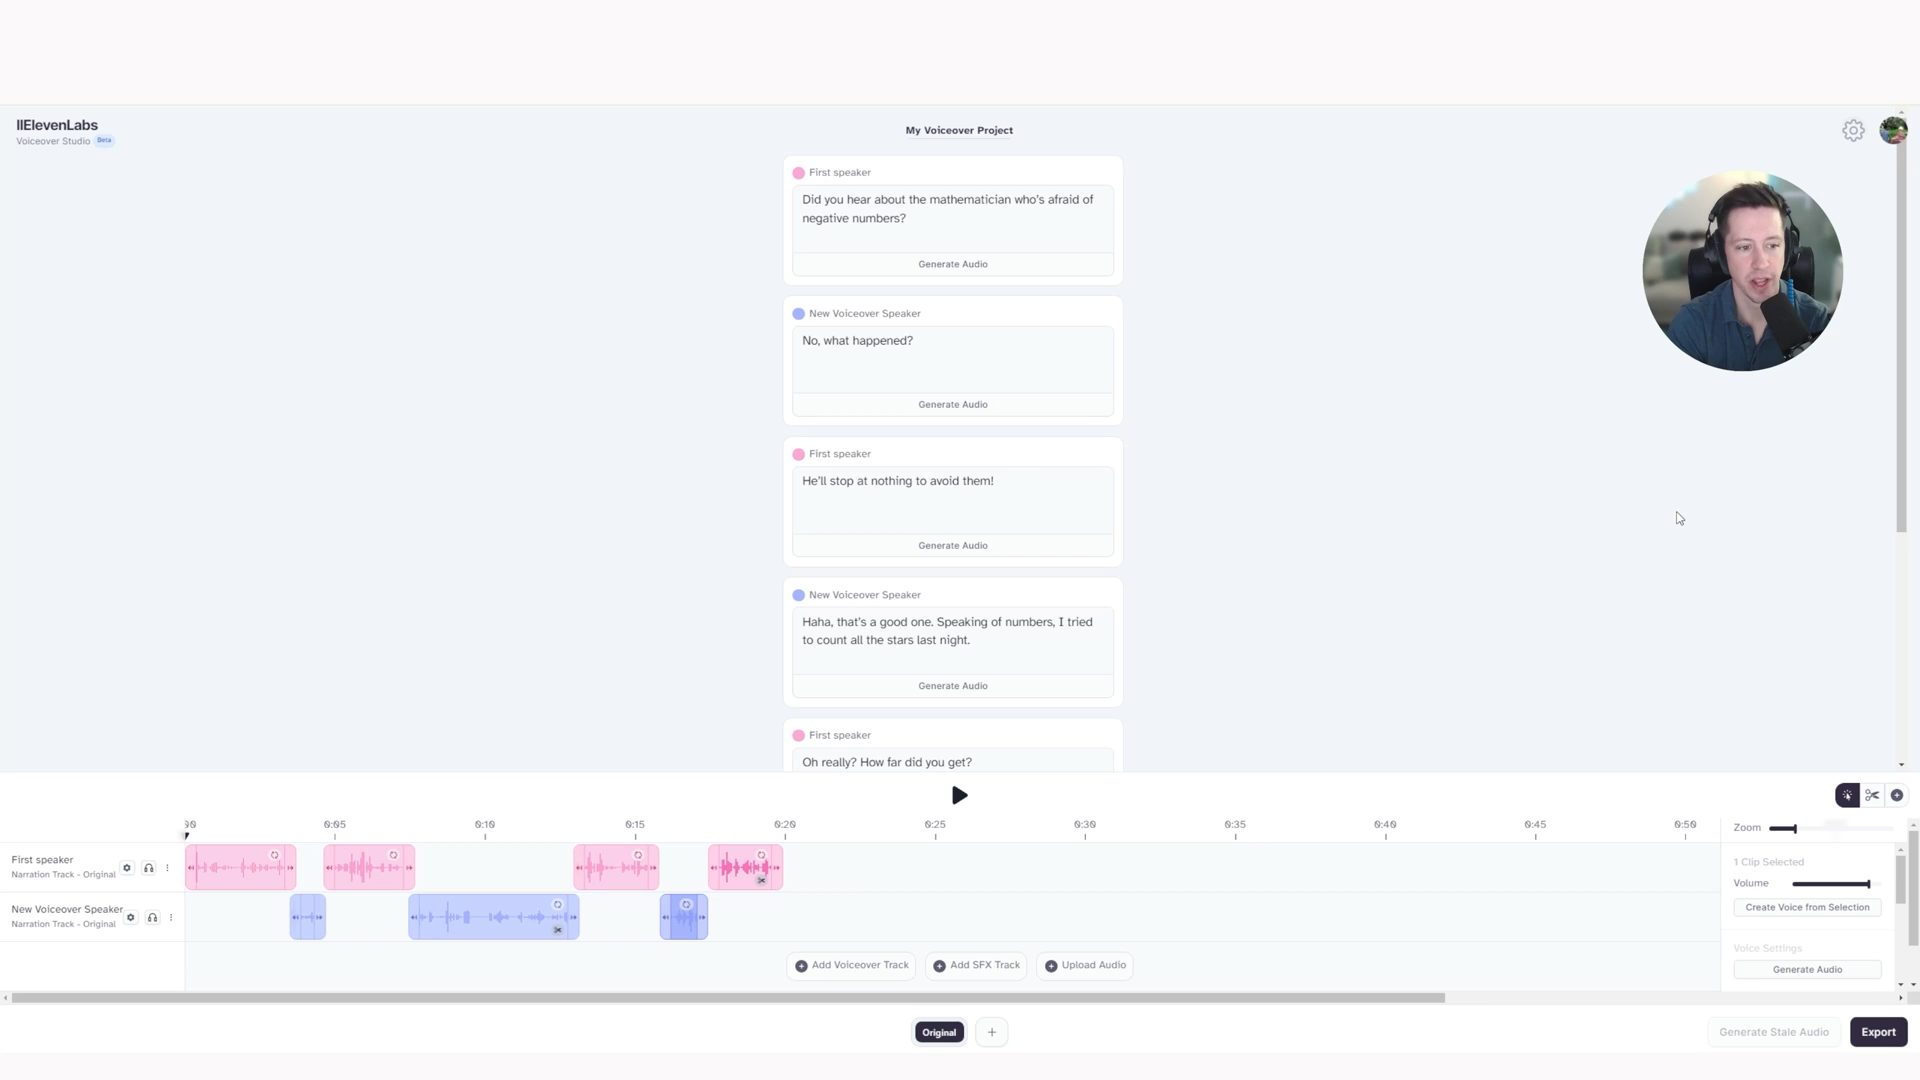 IIElevenLabs
Voiceover Studio Beta
My Voiceover Project
First speaker
Did you hear about the mathematician who's afraid of
negative numbers?
Generate Audio
New Voiceover Speaker
No, what happened?
Generate Audio
First speaker
He'll stop at nothing to avoid them!
Generate Audio
New Voiceover Speaker
Haha, that's a good one. Speaking of numbers, I tried
to count all the stars last night.
Generate Audio
First speaker
Oh really? How far did you get?
00 0:05 0:10 0:15 0:20 0:25 0:30 0:35 0:40 0:45 0:50
Zoom
First speaker
Narration Track - Original
1 Clip Selected
Volume
Create Voice from Selection
New Voiceover Speaker
Narration Track - Original
Voice Settings
Generate Audio
Add Voiceover Track Add SFX Track Upload Audio
Original +
Generate Stale Audio Export